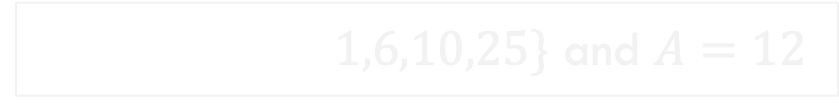 1,6,10,25} and A = 12